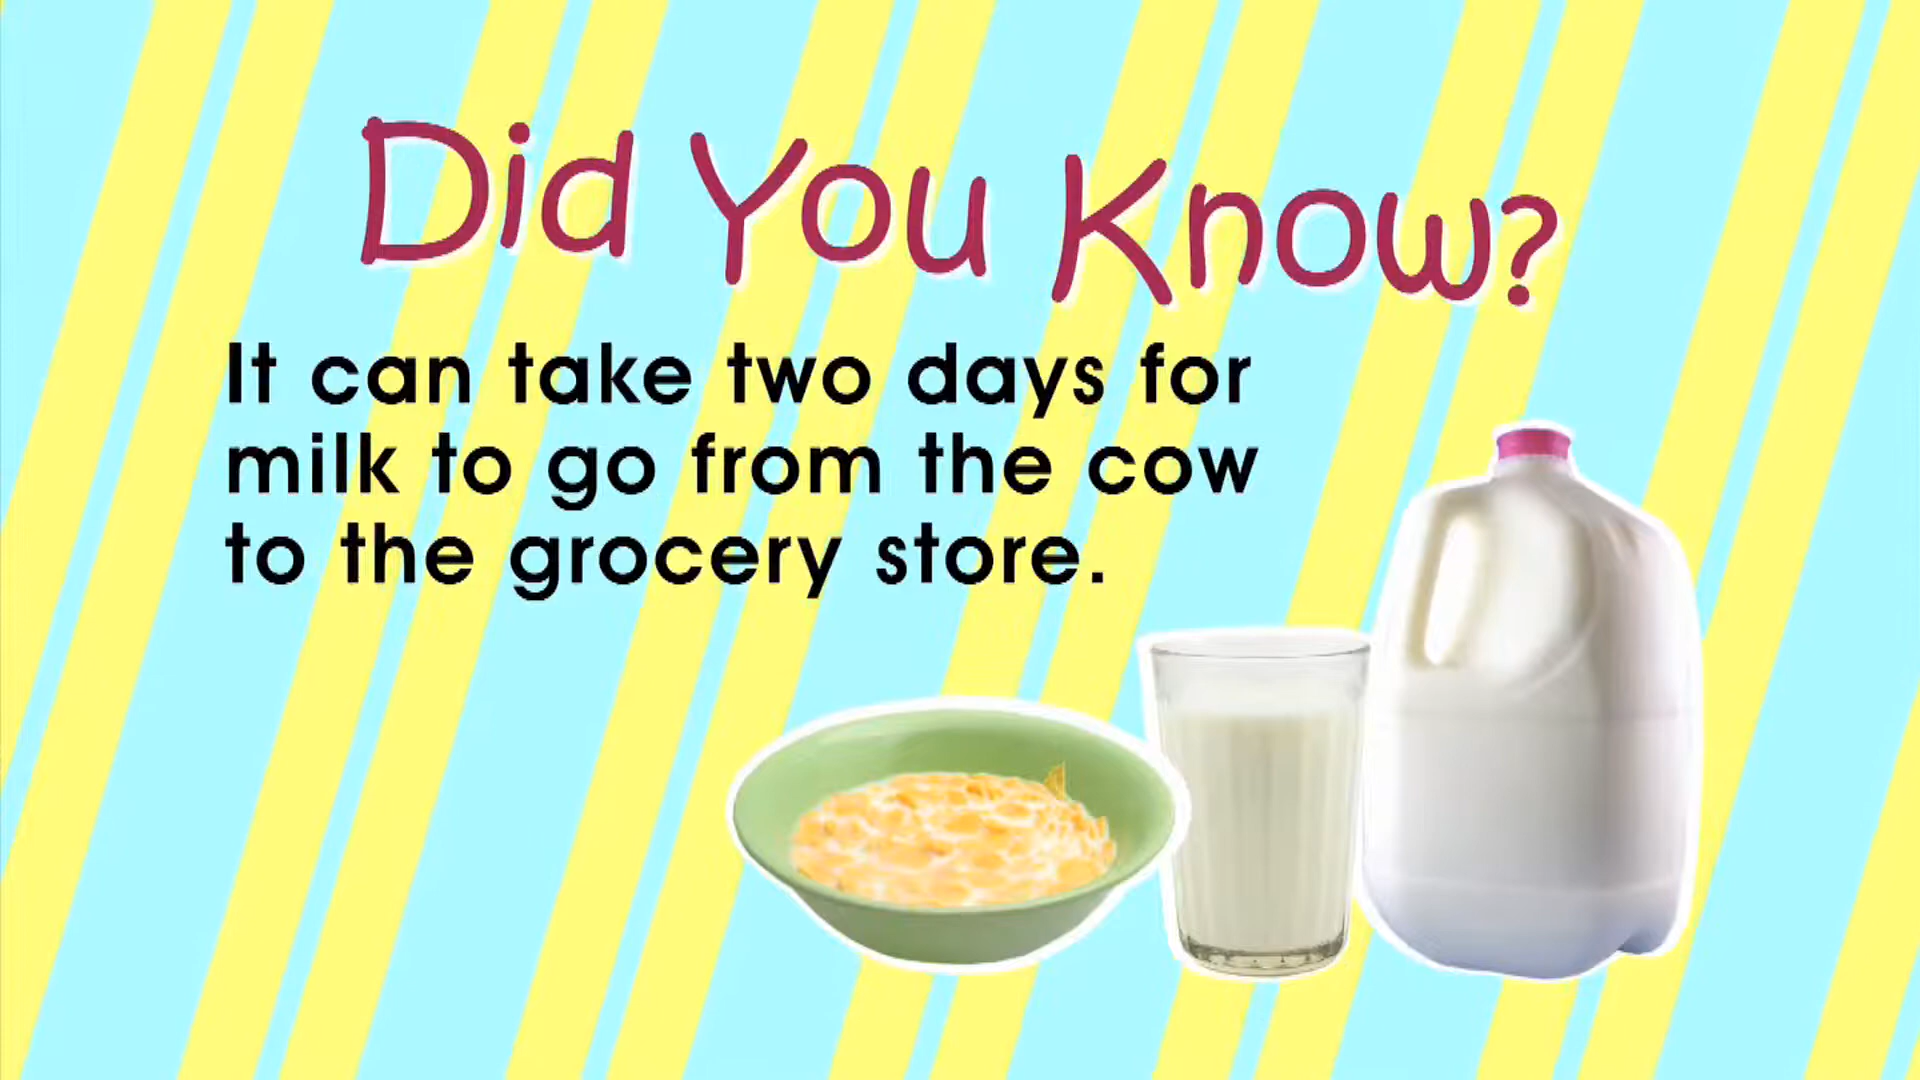 Did You Know?
It can take two days for
milk to go from the cow
to the grocery store.